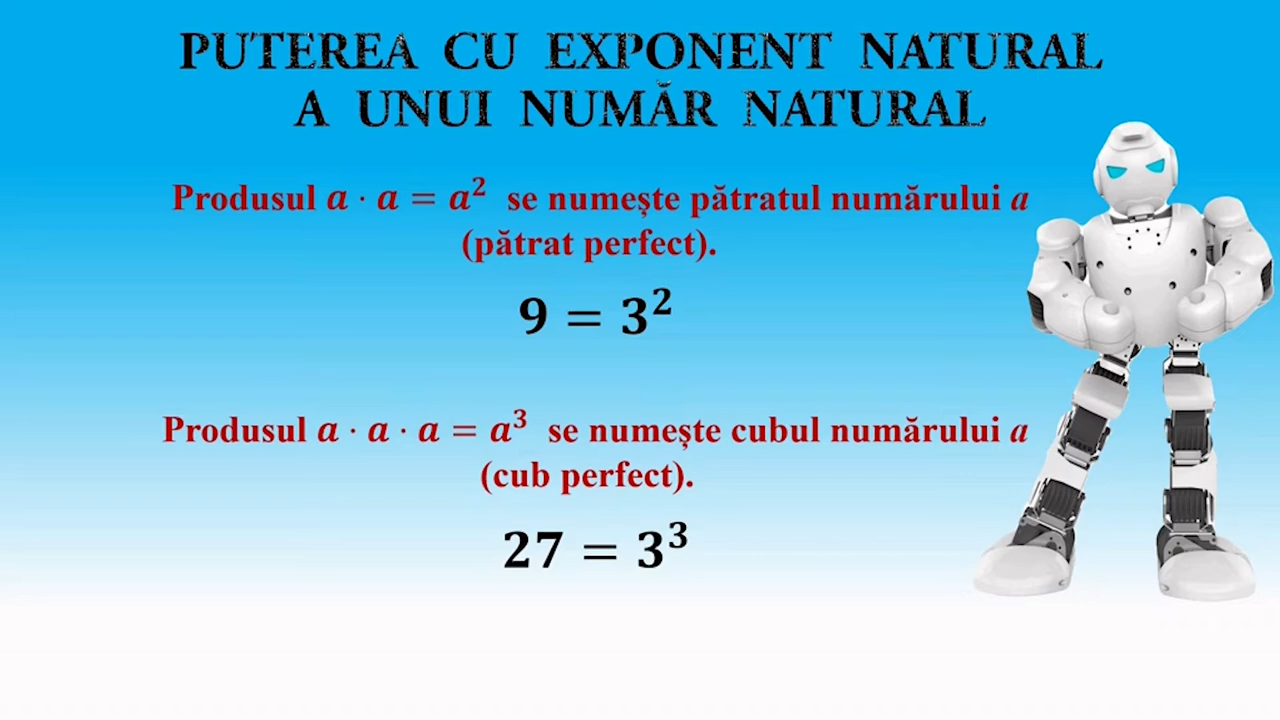 PUTEREA CU EXPONENT NATURAL
A UNUI NUMĂR NATURAL
Produsul a · a = a² se numește pătratul numărului a
(pătrat perfect).
9 = 3²
Produsul a · a · a = a³ se numește cubul numărului a
(cub perfect).
27 = 3³